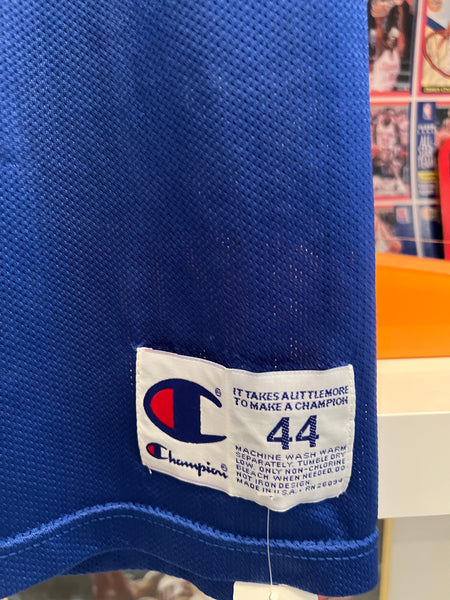 IT TAKES A LITTLE MORE
TO MAKE A CHAMPION
44
Champion
MACHINE WASH WARM
SEPARATELY. TUMBLE DRY
LOW. ONLY NON-CHLORINE
BLEACH WHEN NEEDED. DO
NOT IRON DESIGN.
MADE IN U.S.A. • RN 26094